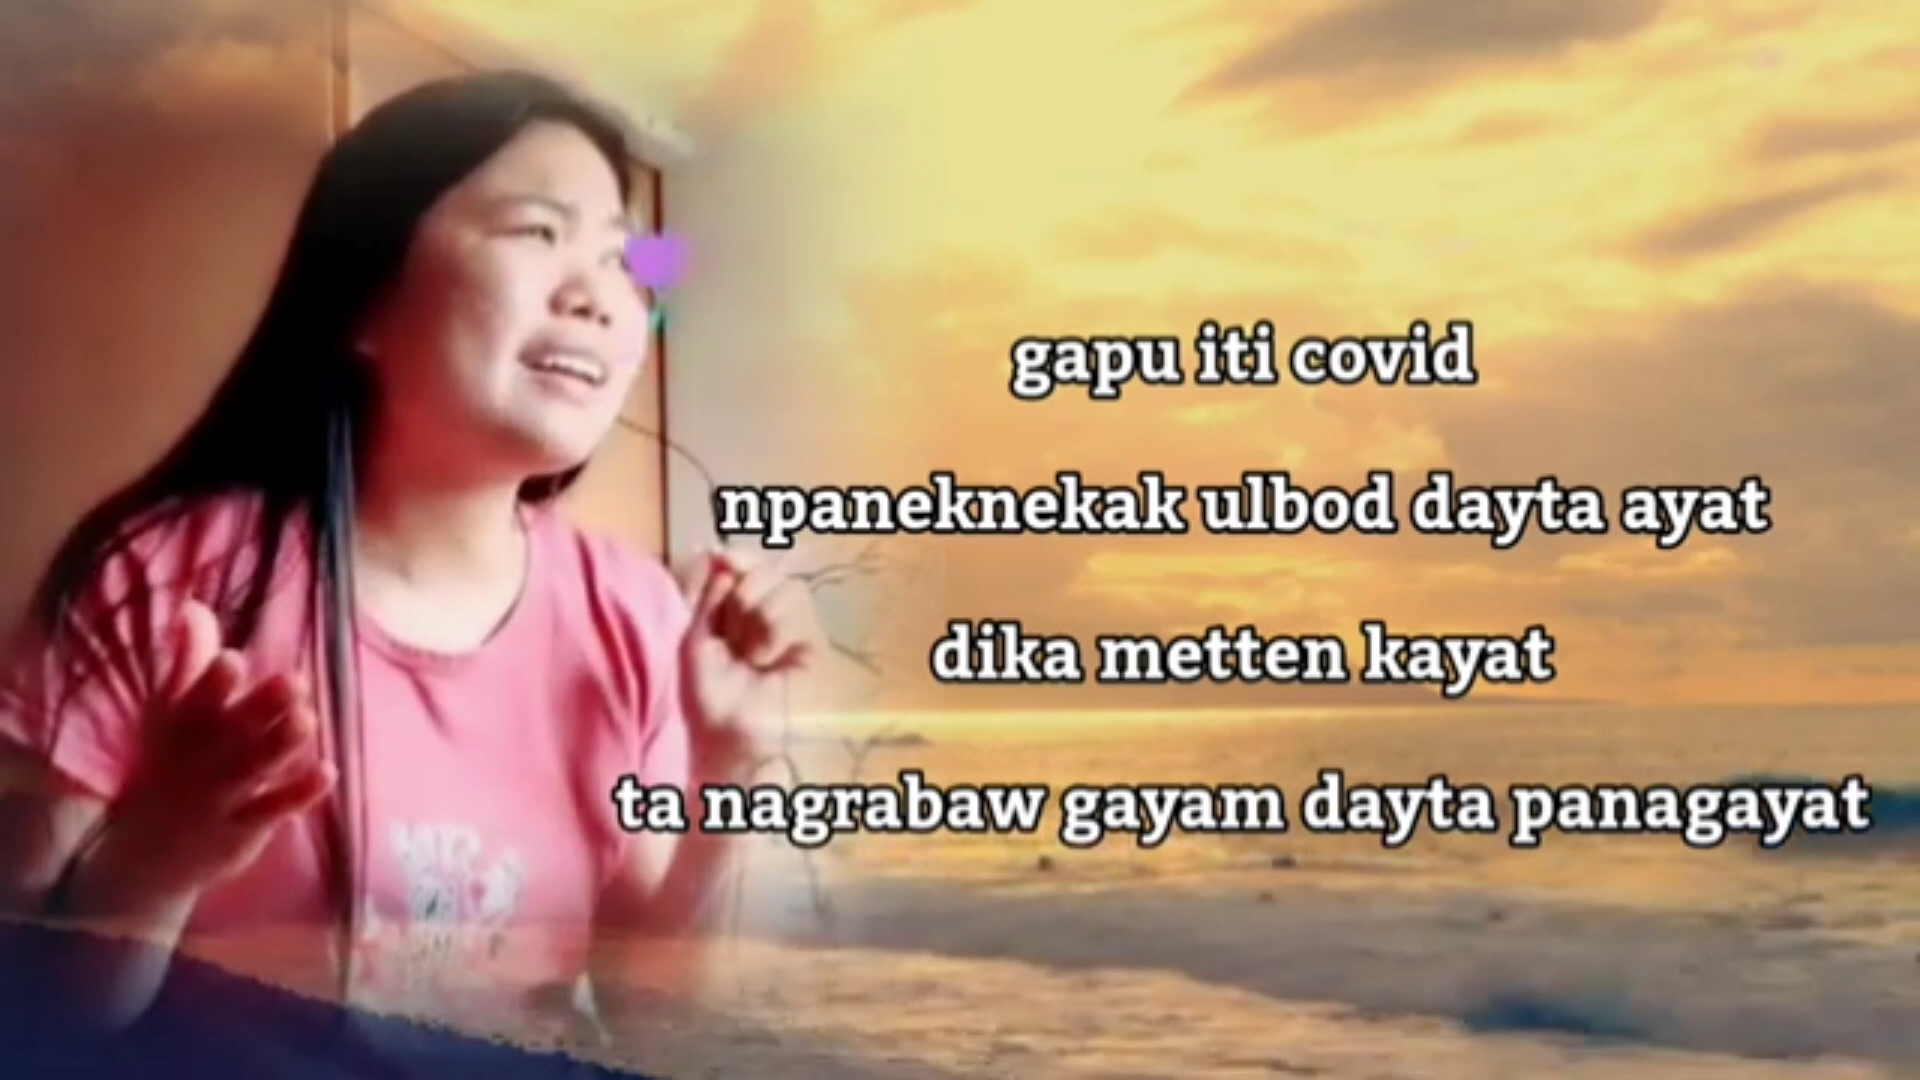 gapu iti covid
npaneknekak ulbod dayta ayat
dika metten kayat
ta nagrabaw gayam dayta panagayat